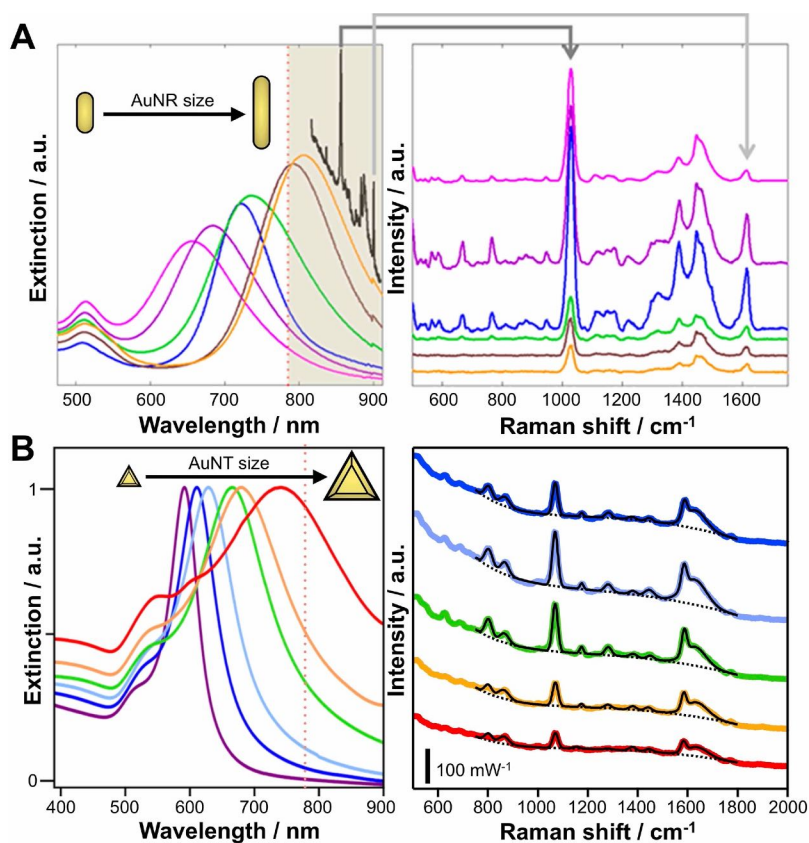 A
AuNR size
Extinction / a.u.
500 600 700 800 900
Wavelength / nm
Intensity / a.u.
600 800 1000 1200 1400 1600
Raman shift / cm-1
B
AuNT size
1
0
Extinction / a.u.
400 500 600 700 800 900
Wavelength / nm
Intensity / a.u.
100 mW-1
600 800 1000 1200 1400 1600 1800 2000
Raman shift / cm-1